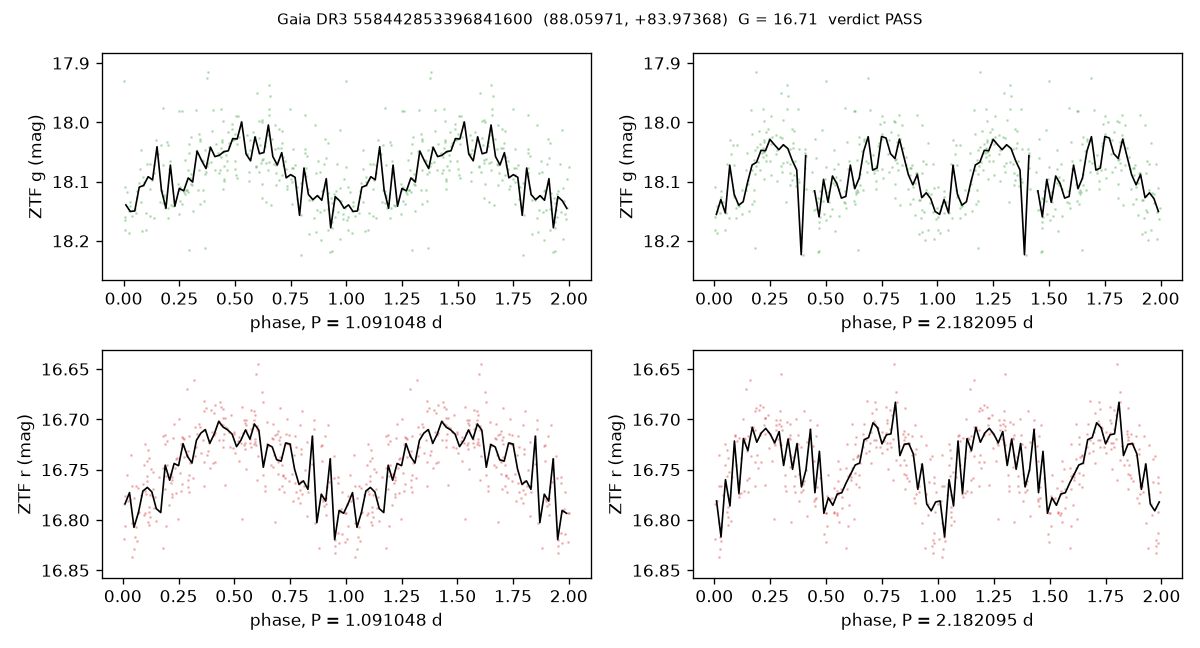 Gaia DR3 558442853396841600 (88.05971, +83.97368) G = 16.71 verdict PASS
ZTF g (mag)
17.9
18.0
18.1
18.2
0.00 0.25 0.50 0.75 1.00 1.25 1.50 1.75 2.00
phase, P = 1.091048 d
ZTF g (mag)
17.9
18.0
18.1
18.2
0.00 0.25 0.50 0.75 1.00 1.25 1.50 1.75 2.00
phase, P = 2.182095 d
ZTF r (mag)
16.65
16.70
16.75
16.80
16.85
0.00 0.25 0.50 0.75 1.00 1.25 1.50 1.75 2.00
phase, P = 1.091048 d
ZTF r (mag)
16.65
16.70
16.75
16.80
16.85
0.00 0.25 0.50 0.75 1.00 1.25 1.50 1.75 2.00
phase, P = 2.182095 d